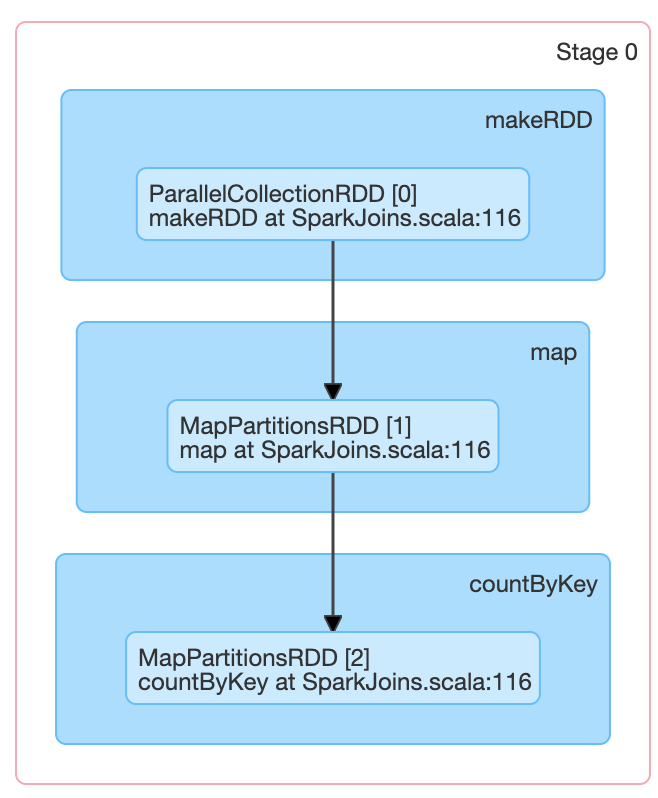 Stage 0
makeRDD
ParallelCollectionRDD [0]
makeRDD at SparkJoins.scala:116
map
MapPartitionsRDD [1]
map at SparkJoins.scala:116
countByKey
MapPartitionsRDD [2]
countByKey at SparkJoins.scala:116